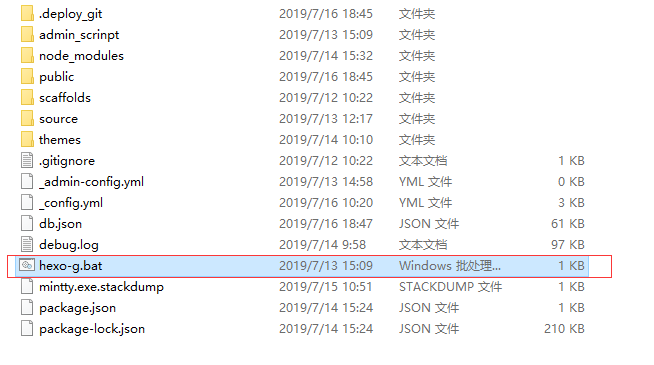 .deploy_git 2019/7/16 18:45 文件夹
admin_scrinpt 2019/7/13 15:09 文件夹
node_modules 2019/7/14 15:32 文件夹
public 2019/7/16 18:45 文件夹
scaffolds 2019/7/12 10:22 文件夹
source 2019/7/13 12:17 文件夹
themes 2019/7/14 10:10 文件夹
.gitignore 2019/7/12 10:22 文本文档 1 KB
_admin-config.yml 2019/7/13 14:58 YML 文件 0 KB
_config.yml 2019/7/16 10:20 YML 文件 3 KB
db.json 2019/7/16 18:47 JSON 文件 61 KB
debug.log 2019/7/14 9:58 文本文档 97 KB
hexo-g.bat 2019/7/13 15:09 Windows 批处理... 1 KB
mintty.exe.stackdump 2019/7/15 10:51 STACKDUMP 文件 1 KB
package.json 2019/7/14 15:24 JSON 文件 1 KB
package-lock.json 2019/7/14 15:24 JSON 文件 210 KB